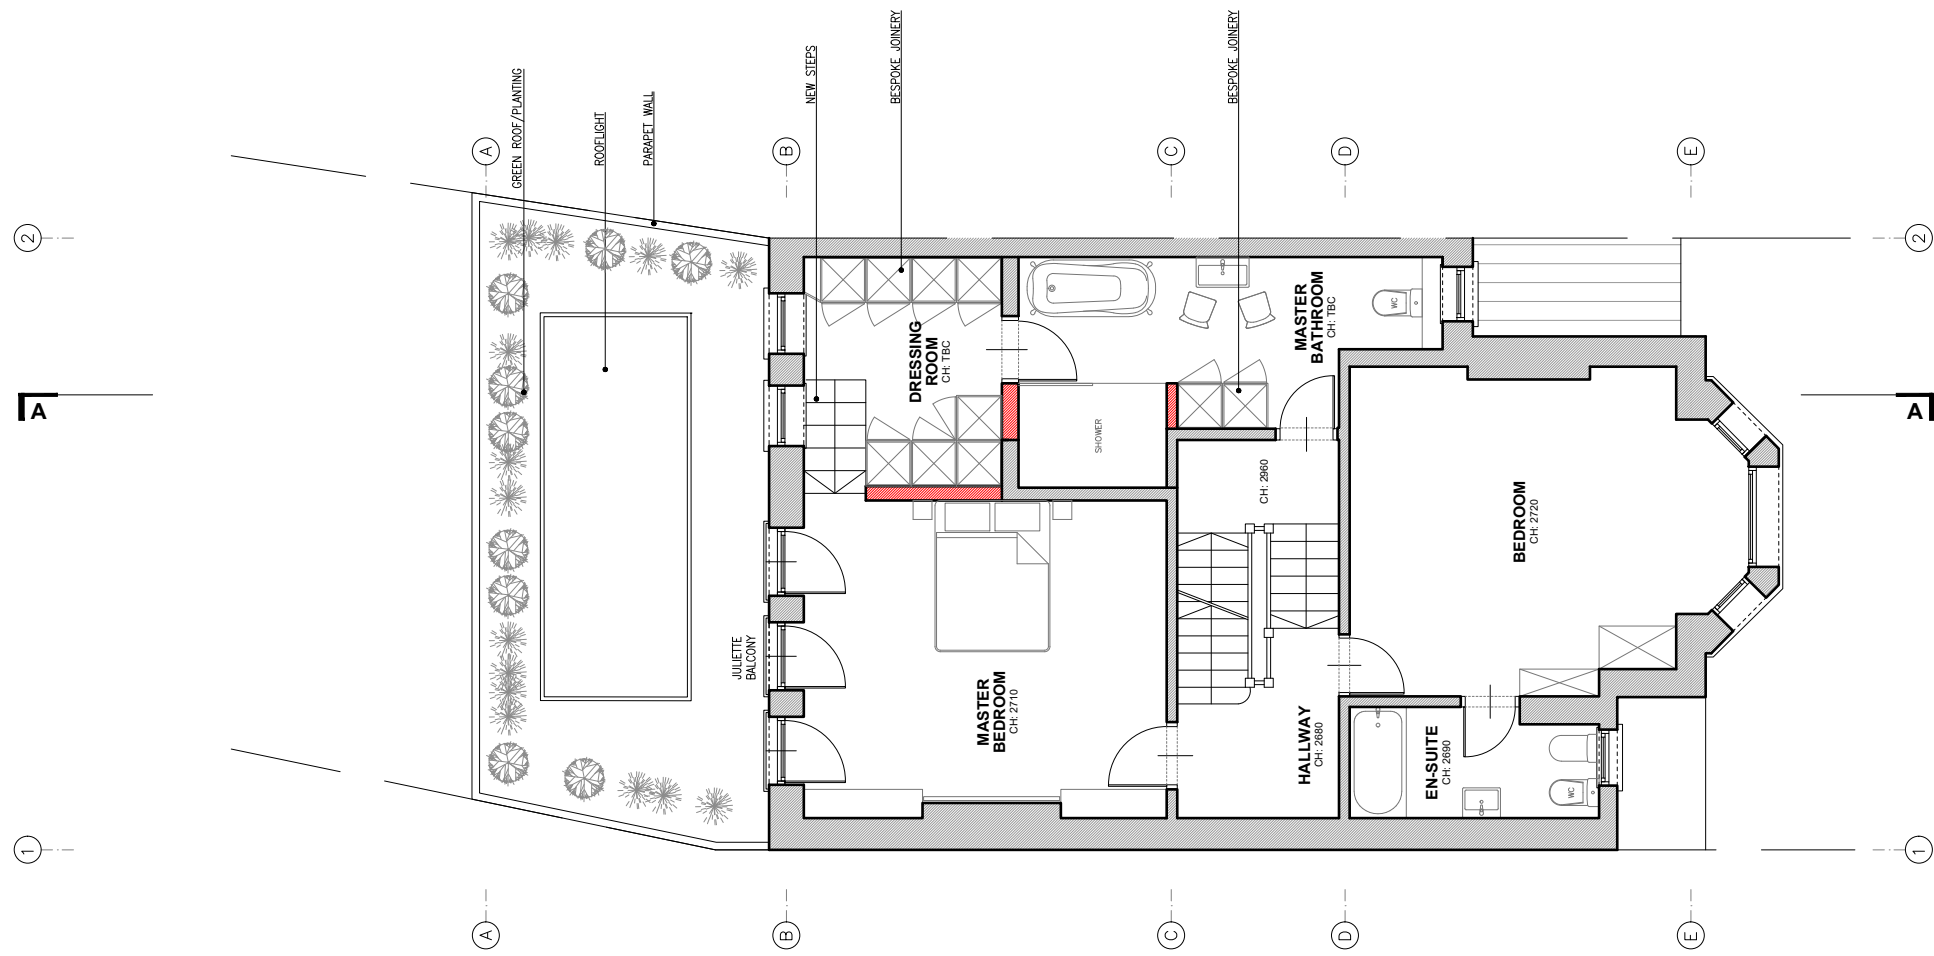 GREEN ROOF/PLANTING
ROOFLIGHT
PARAPET WALL
NEW STEPS
BESPOKE JOINERY
BESPOKE JOINERY
A
B
C
D
E
2
2
A
A
DRESSING
ROOM
CH: TBC
MASTER
BATHROOM
CH: TBC
WC
SHOWER
CH: 2960
BEDROOM
CH: 2720
JULIETTE
BALCONY
MASTER
BEDROOM
CH: 2710
HALLWAY
CH: 2680
EN-SUITE
CH: 2690
WC
1
1
A
B
C
D
E